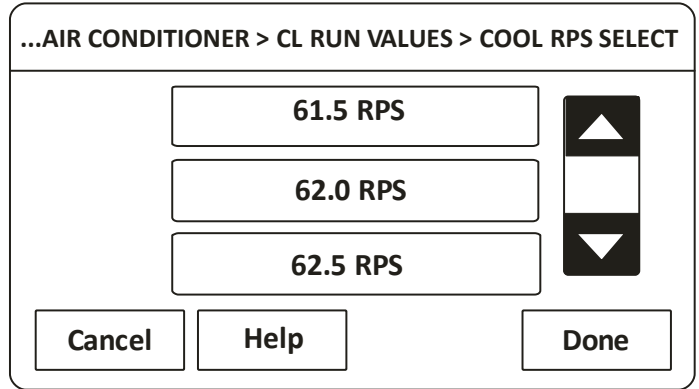 ...AIR CONDITIONER > CL RUN VALUES > COOL RPS SELECT
61.5 RPS
62.0 RPS
62.5 RPS
Cancel Help Done